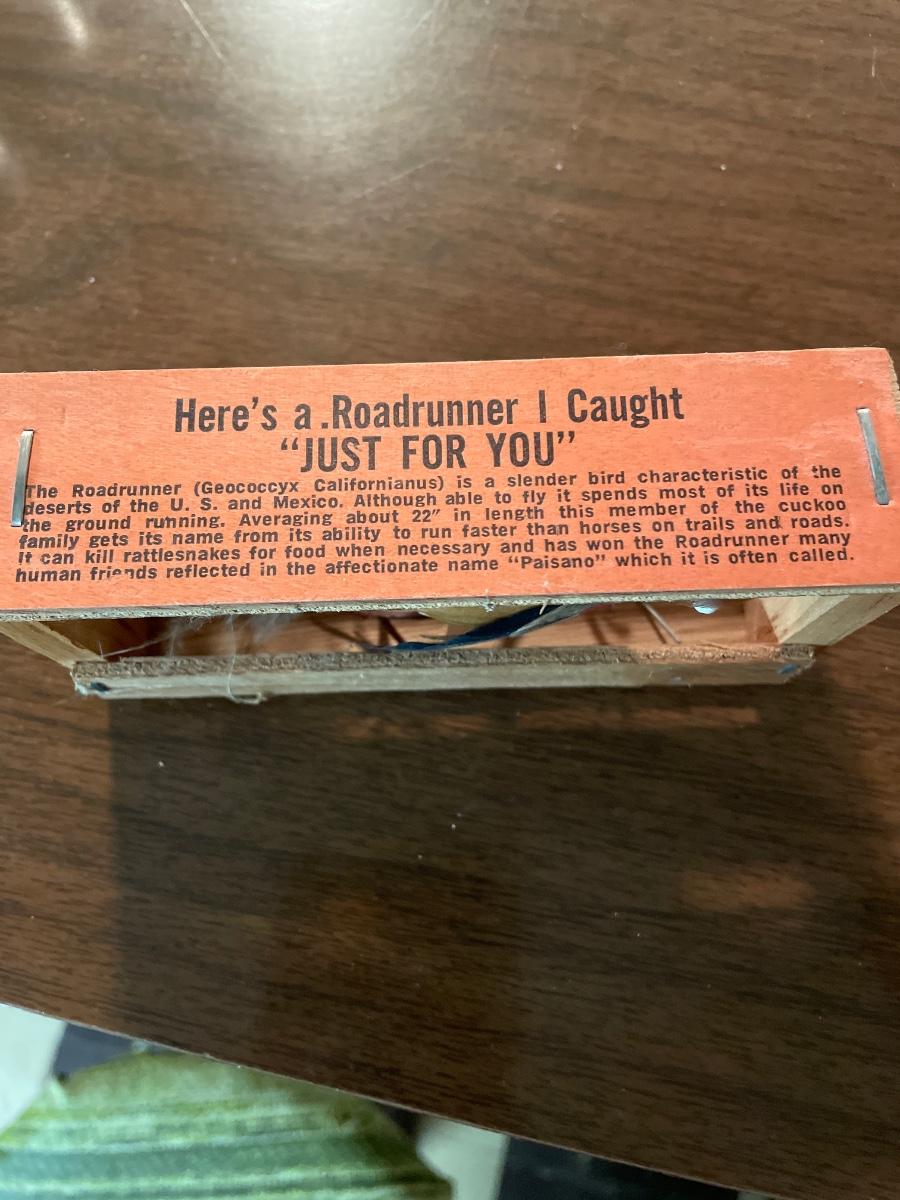 Here's a .Roadrunner I Caught
"JUST FOR YOU"
The Roadrunner (Geococcyx Californianus) is a slender bird characteristic of the
deserts of the U. S. and Mexico. Although able to fly it spends most of its life on
the ground running. Averaging about 22" in length this member of the cuckoo
family gets its name from its ability to run faster than horses on trails and roads.
It can kill rattlesnakes for food when necessary and has won the Roadrunner many
human friends reflected in the affectionate name "Paisano" which it is often called.